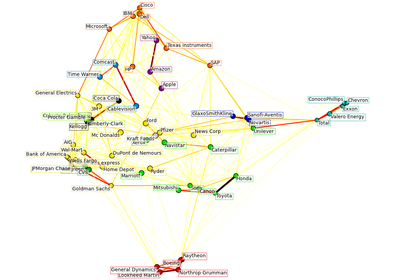 Cisco
IBM
Dell
Microsoft
Yahoo
Texas instruments
Comcast
HP
SAP
Amazon
Time Warner
Apple
General Electric
Coca Cola
ConocoPhillips
Chevron
3M
Cablevision
Exxon
GlaxoSmithKline
Sanofi-Aventis
Valero Energy
Procter Gamble
Kimberly-Clark
Ford
Novartis
Total
Kellogg
Pfizer
Unilever
Mc Donalds
Kraft Foods
News Corp
Xerox
Navistar
AIG
Wal-Mart
Caterpillar
Bank of America
DuPont de Nemours
Wells Fargo
JPMorgan Chase
Home Depot
Ryder
Marriott
Honda
Goldman Sachs
Mitsubishi
Sony
Canon
Toyota
Raytheon
Boeing
General Dynamics
Lookheed Martin
Northrop Grumman